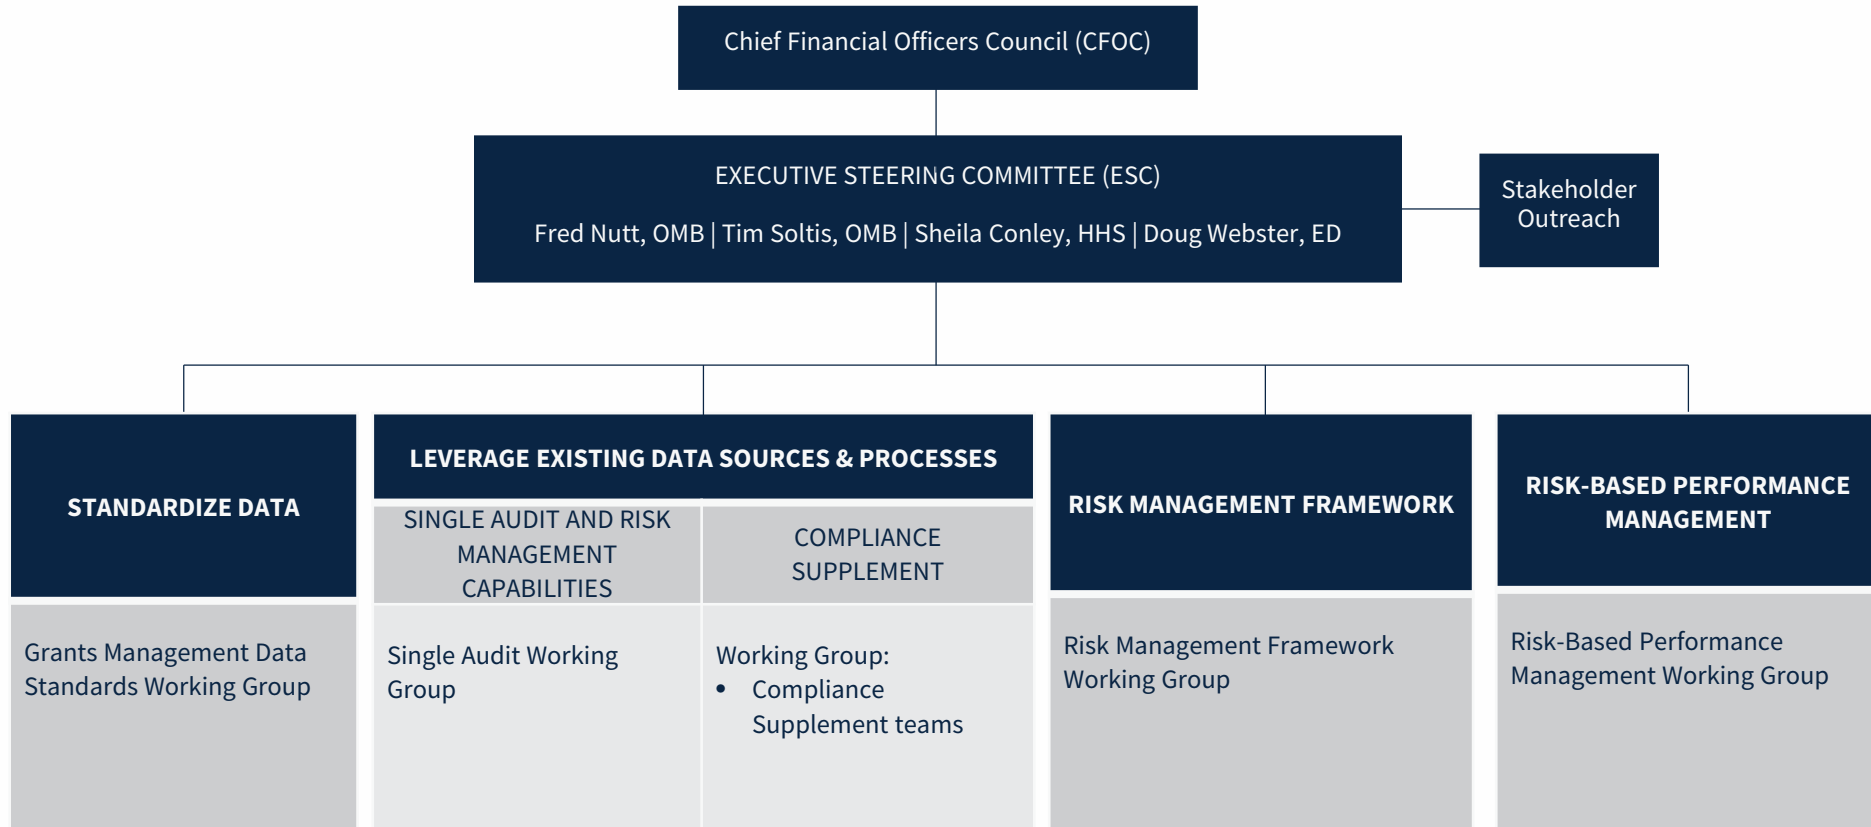 Chief Financial Officers Council (CFOC)
EXECUTIVE STEERING COMMITTEE (ESC)
Fred Nutt, OMB | Tim Soltis, OMB | Sheila Conley, HHS | Doug Webster, ED
Stakeholder
Outreach
STANDARDIZE DATA
Grants Management Data
Standards Working Group
LEVERAGE EXISTING DATA SOURCES & PROCESSES
SINGLE AUDIT AND RISK
MANAGEMENT
CAPABILITIES
Single Audit Working
Group
COMPLIANCE
SUPPLEMENT
Working Group:
• Compliance
Supplement teams
RISK MANAGEMENT FRAMEWORK
Risk Management Framework
Working Group
RISK-BASED PERFORMANCE
MANAGEMENT
Risk-Based Performance
Management Working Group